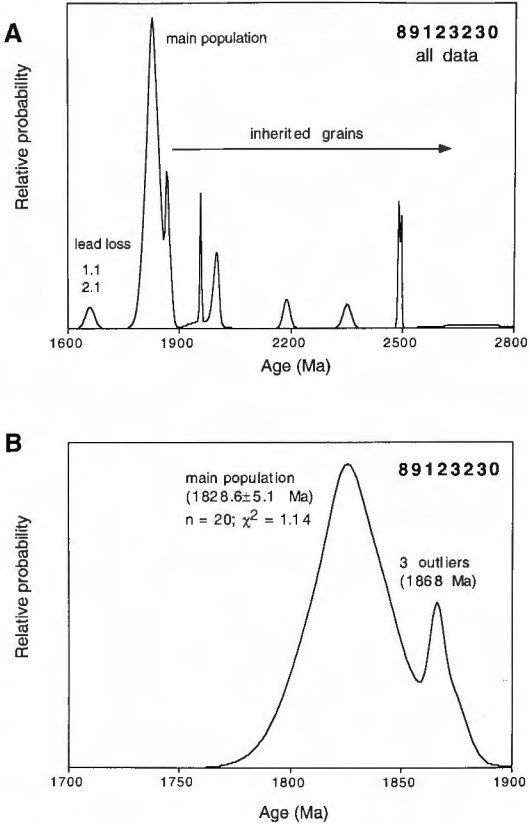 A
89123230
all data
main population
inherited grains
lead loss
1.1
2.1
Relative probability
1600 1900 2200 2500 2800
Age (Ma)
B
89123230
main population
(1828.6±5.1 Ma)
n = 20; χ² = 1.14
3 outliers
(1868 Ma)
Relative probability
1700 1750 1800 1850 1900
Age (Ma)